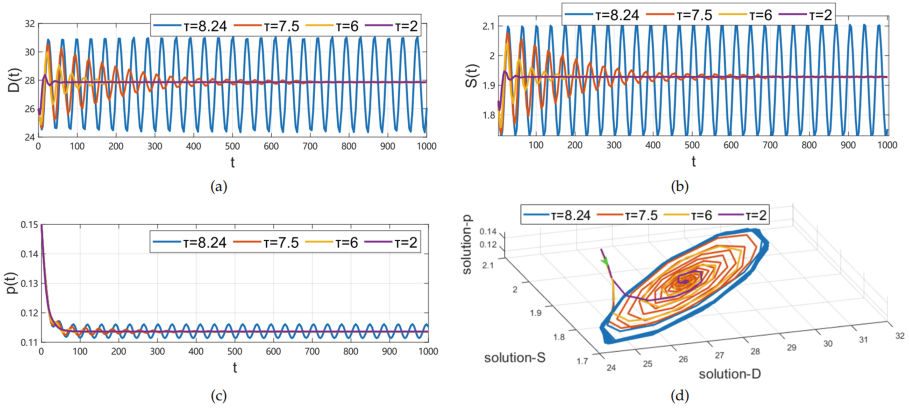 τ=8.24 τ=7.5 τ=6 τ=2
32
30
28
26
24
D(t)
0 100 200 300 400 500 600 700 800 900 1000
t
(a)
τ=8.24 τ=7.5 τ=6 τ=2
2.1
2
1.9
1.8
S(t)
100 200 300 400 500 600 700 800 900 1000
t
(b)
0.15
0.14
0.13
0.12
0.11
p(t)
τ=8.24 τ=7.5 τ=6 τ=2
0 100 200 300 400 500 600 700 800 900 1000
t
(c)
τ=8.24 τ=7.5 τ=6 τ=2
solution-p
0.14
0.12
2.1
2
1.9
1.8
1.7
solution-S
24 25 26 27 28 29 30 31 32
solution-D
(d)